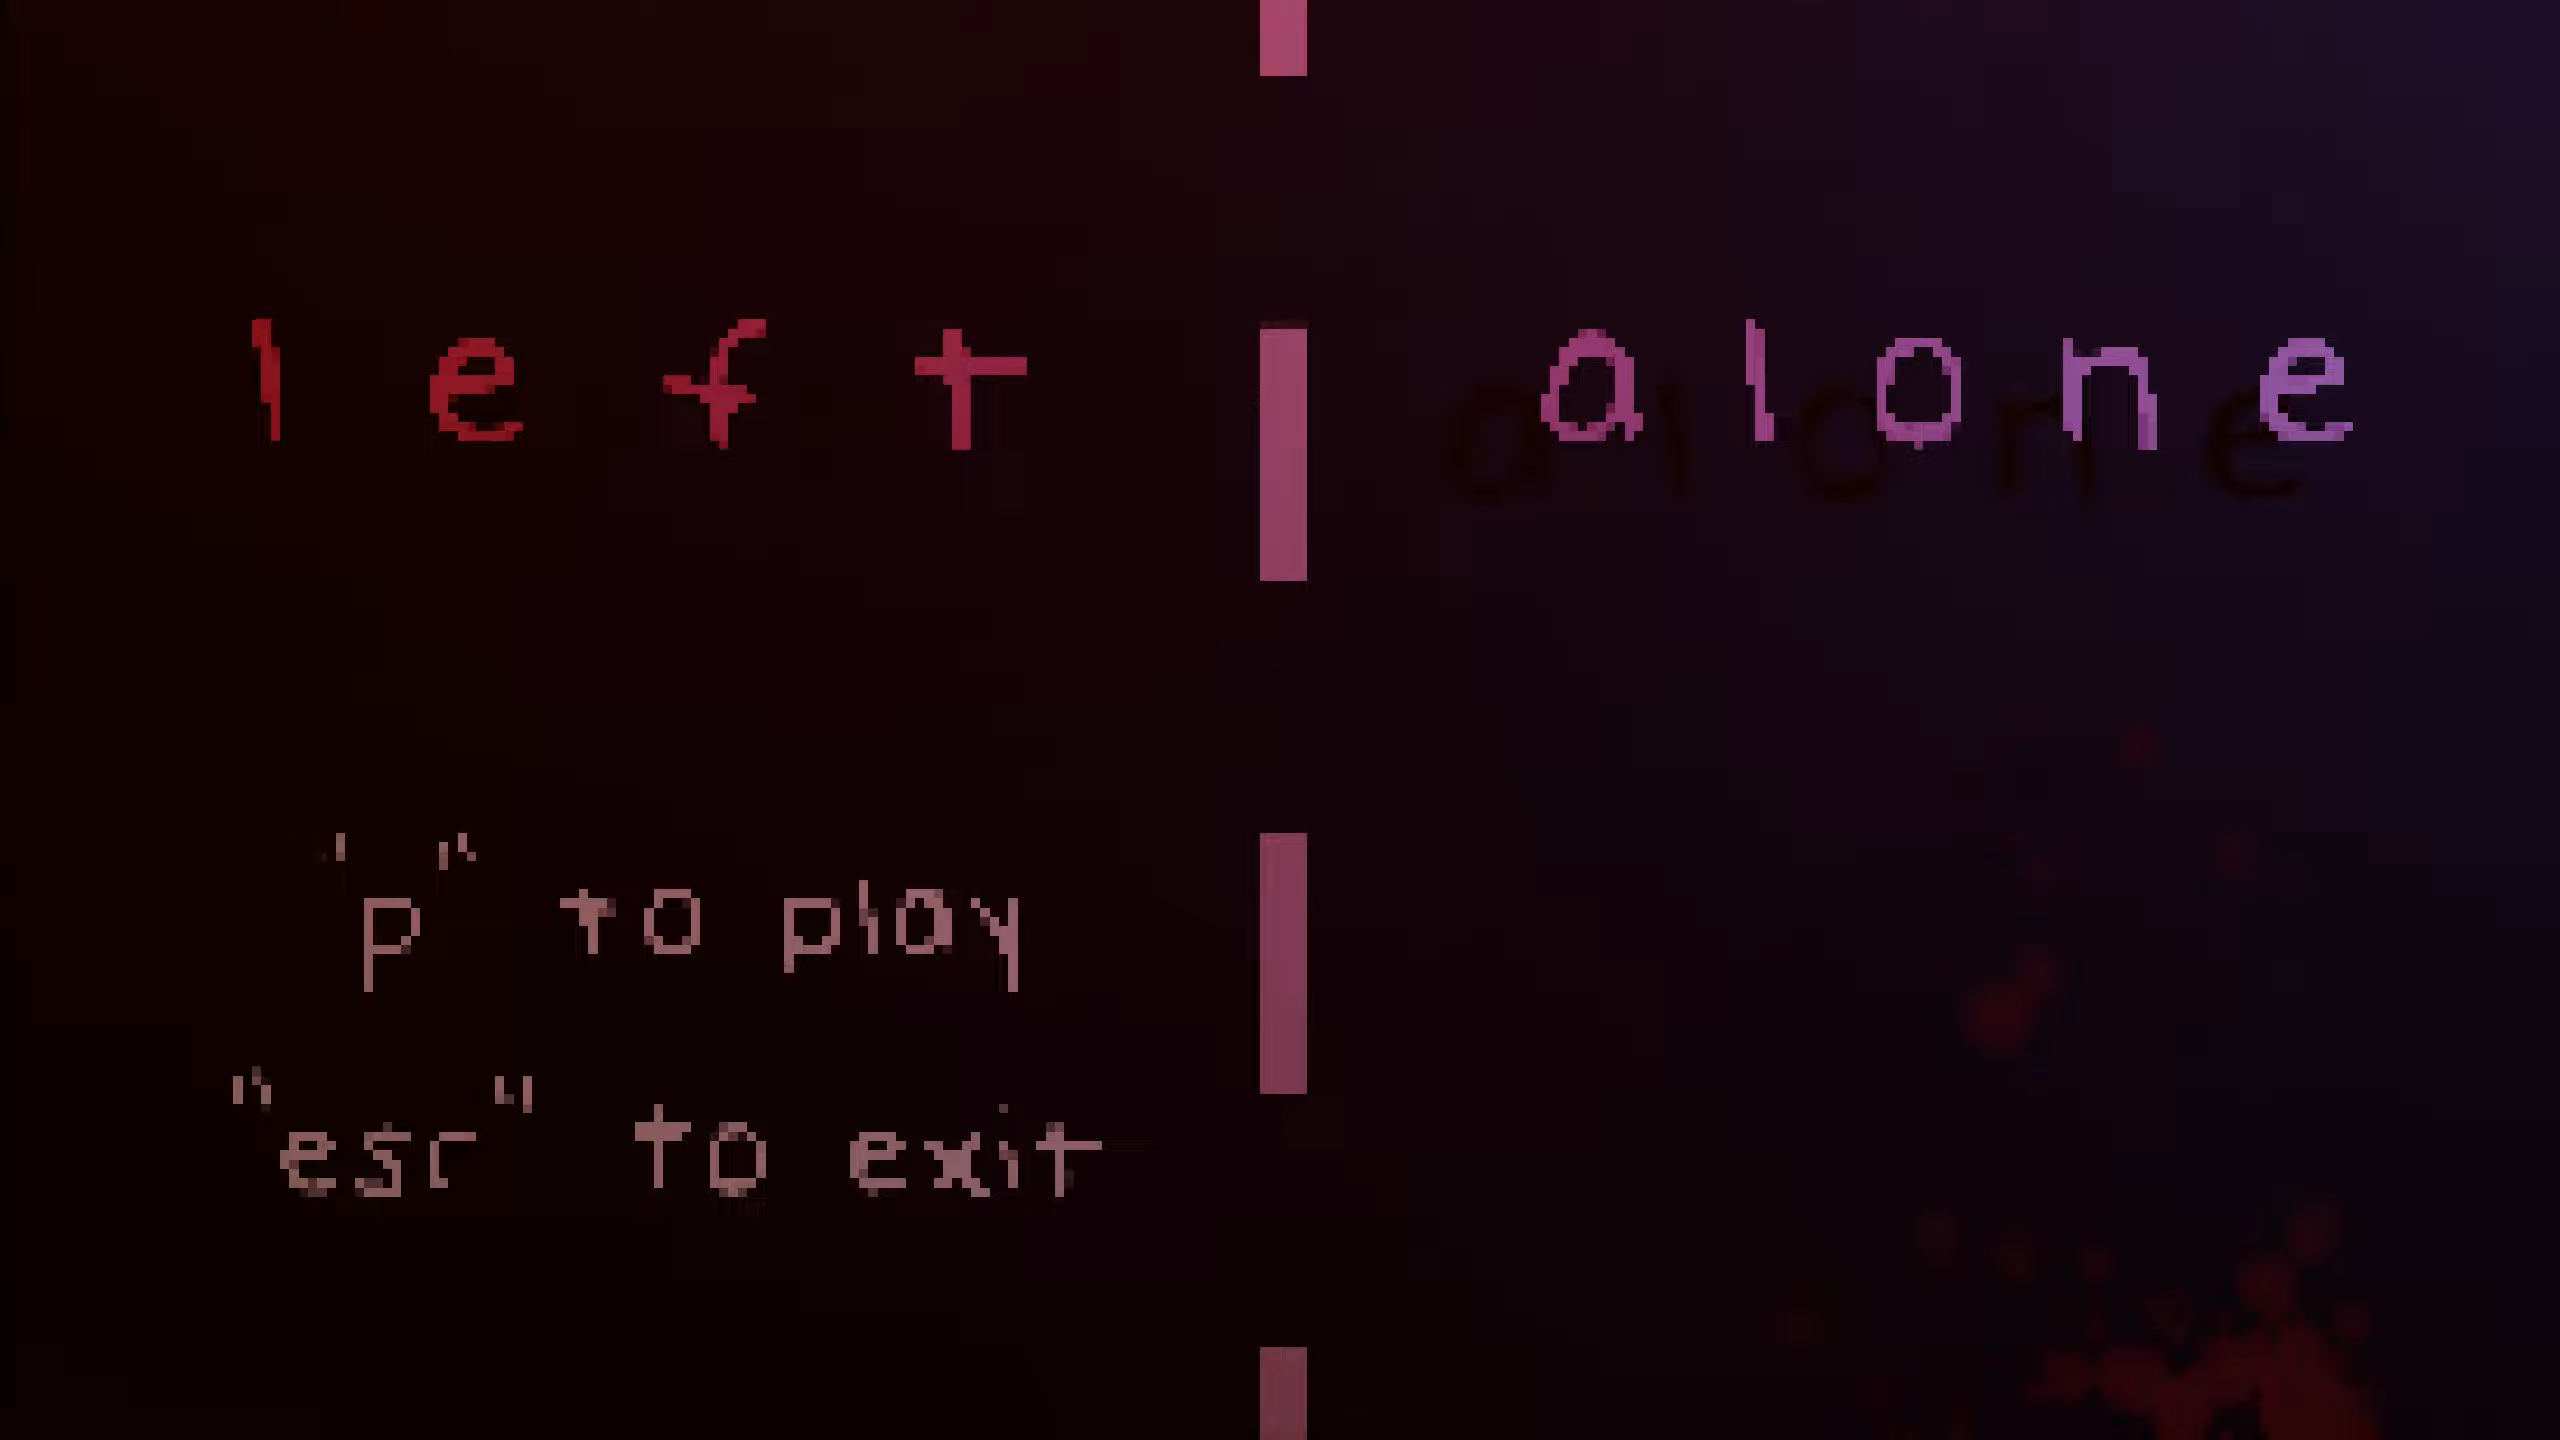 left alone
"p" to play
"esc" to exit